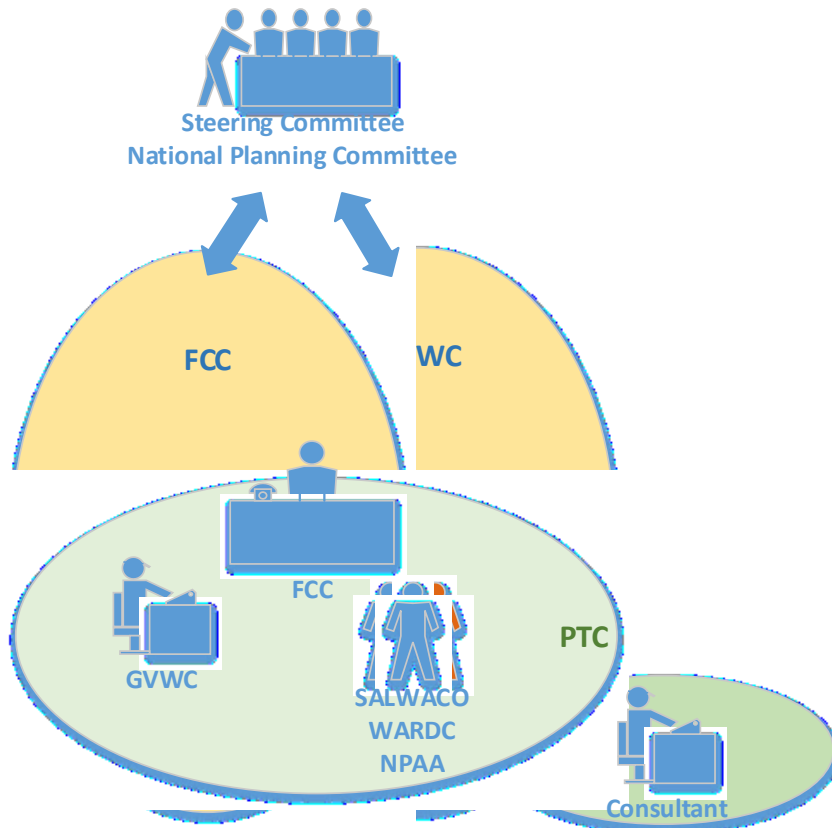 Steering Committee
National Planning Committee
FCC
WC
FCC
PTC
GVWC
SALWACO
WARDC
NPAA
Consultant